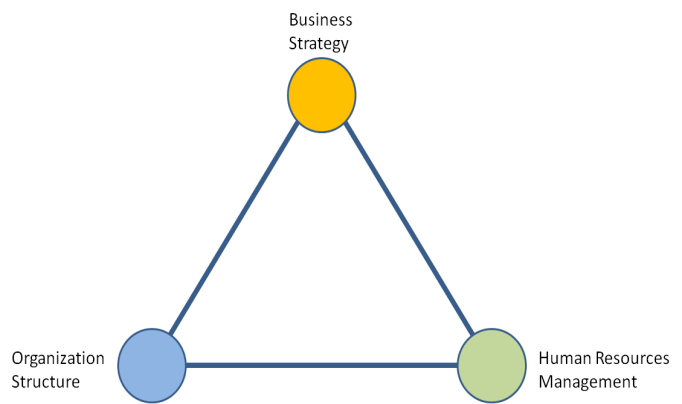 Business
Strategy
Organization
Structure
Human Resources
Management